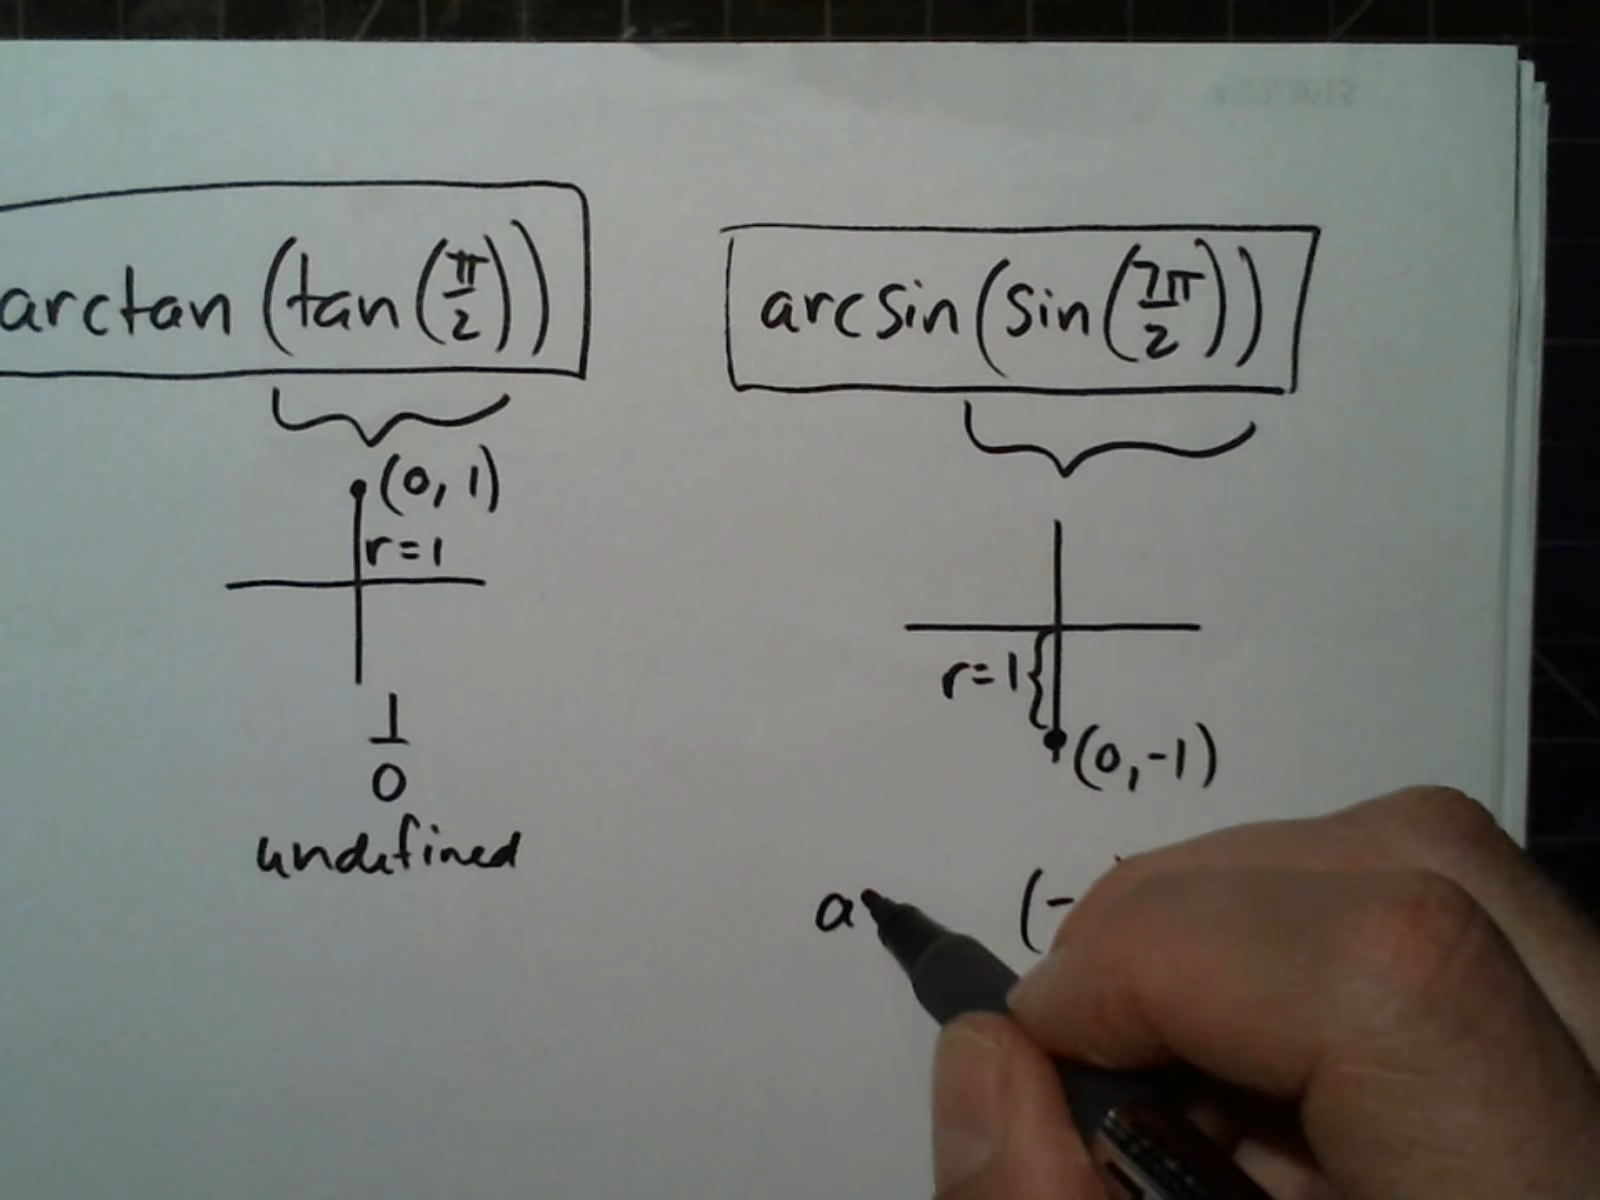 arctan (tan (π/2))
(0, 1)
r = 1
1/0
undefined
arcsin (sin (7π/2))
r = 1
(0, -1)
a (-